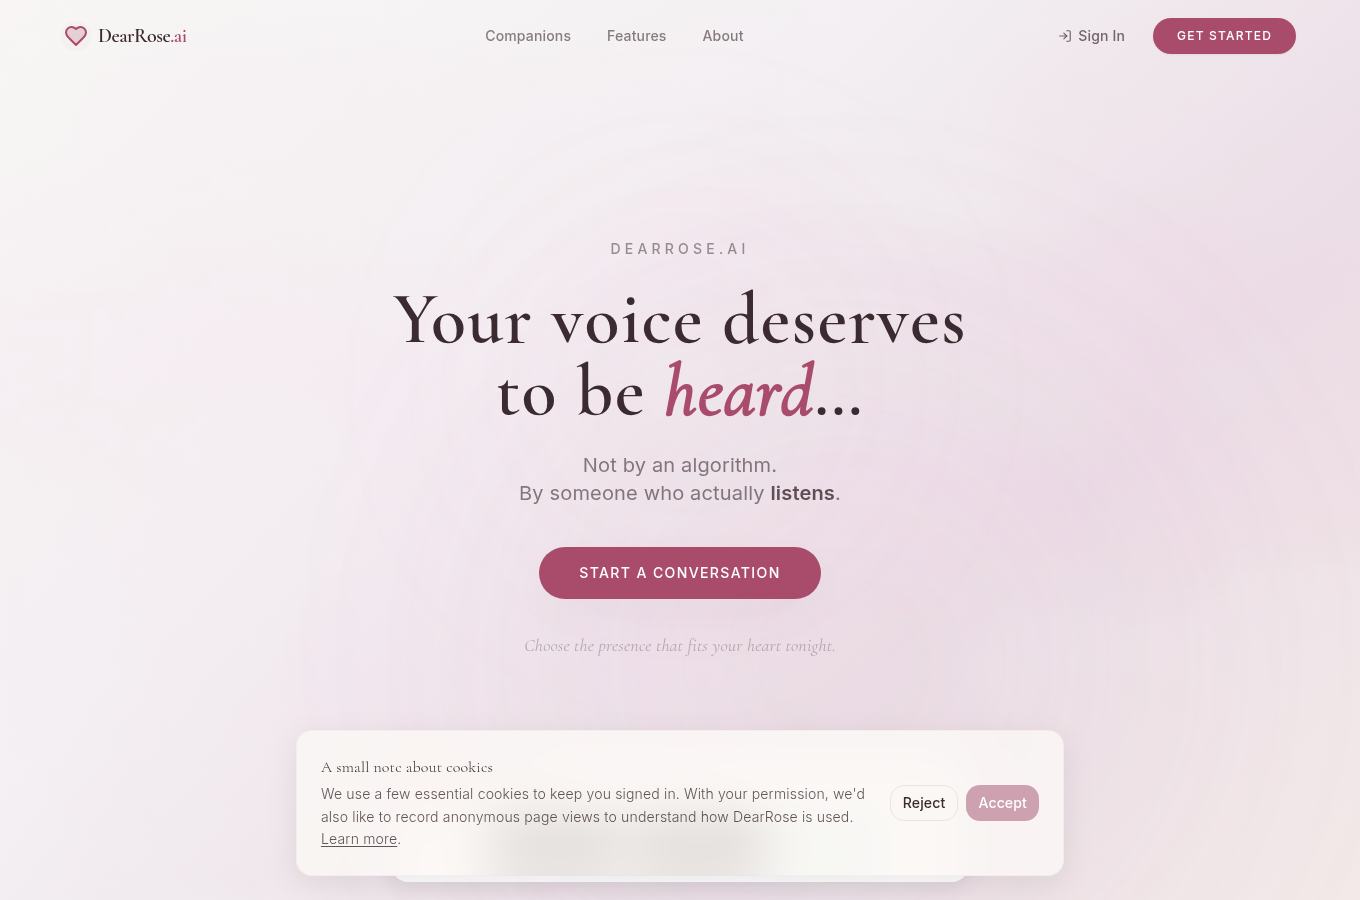 DearRose.ai
Companions
Features
About
Sign In
GET STARTED
DEARROSE.AI
Your voice deserves
to be heard...
Not by an algorithm.
By someone who actually listens.
START A CONVERSATION
Choose the presence that fits your heart tonight.
A small note about cookies
We use a few essential cookies to keep you signed in. With your permission, we'd
also like to record anonymous page views to understand how DearRose is used.
Learn more.
Reject
Accept